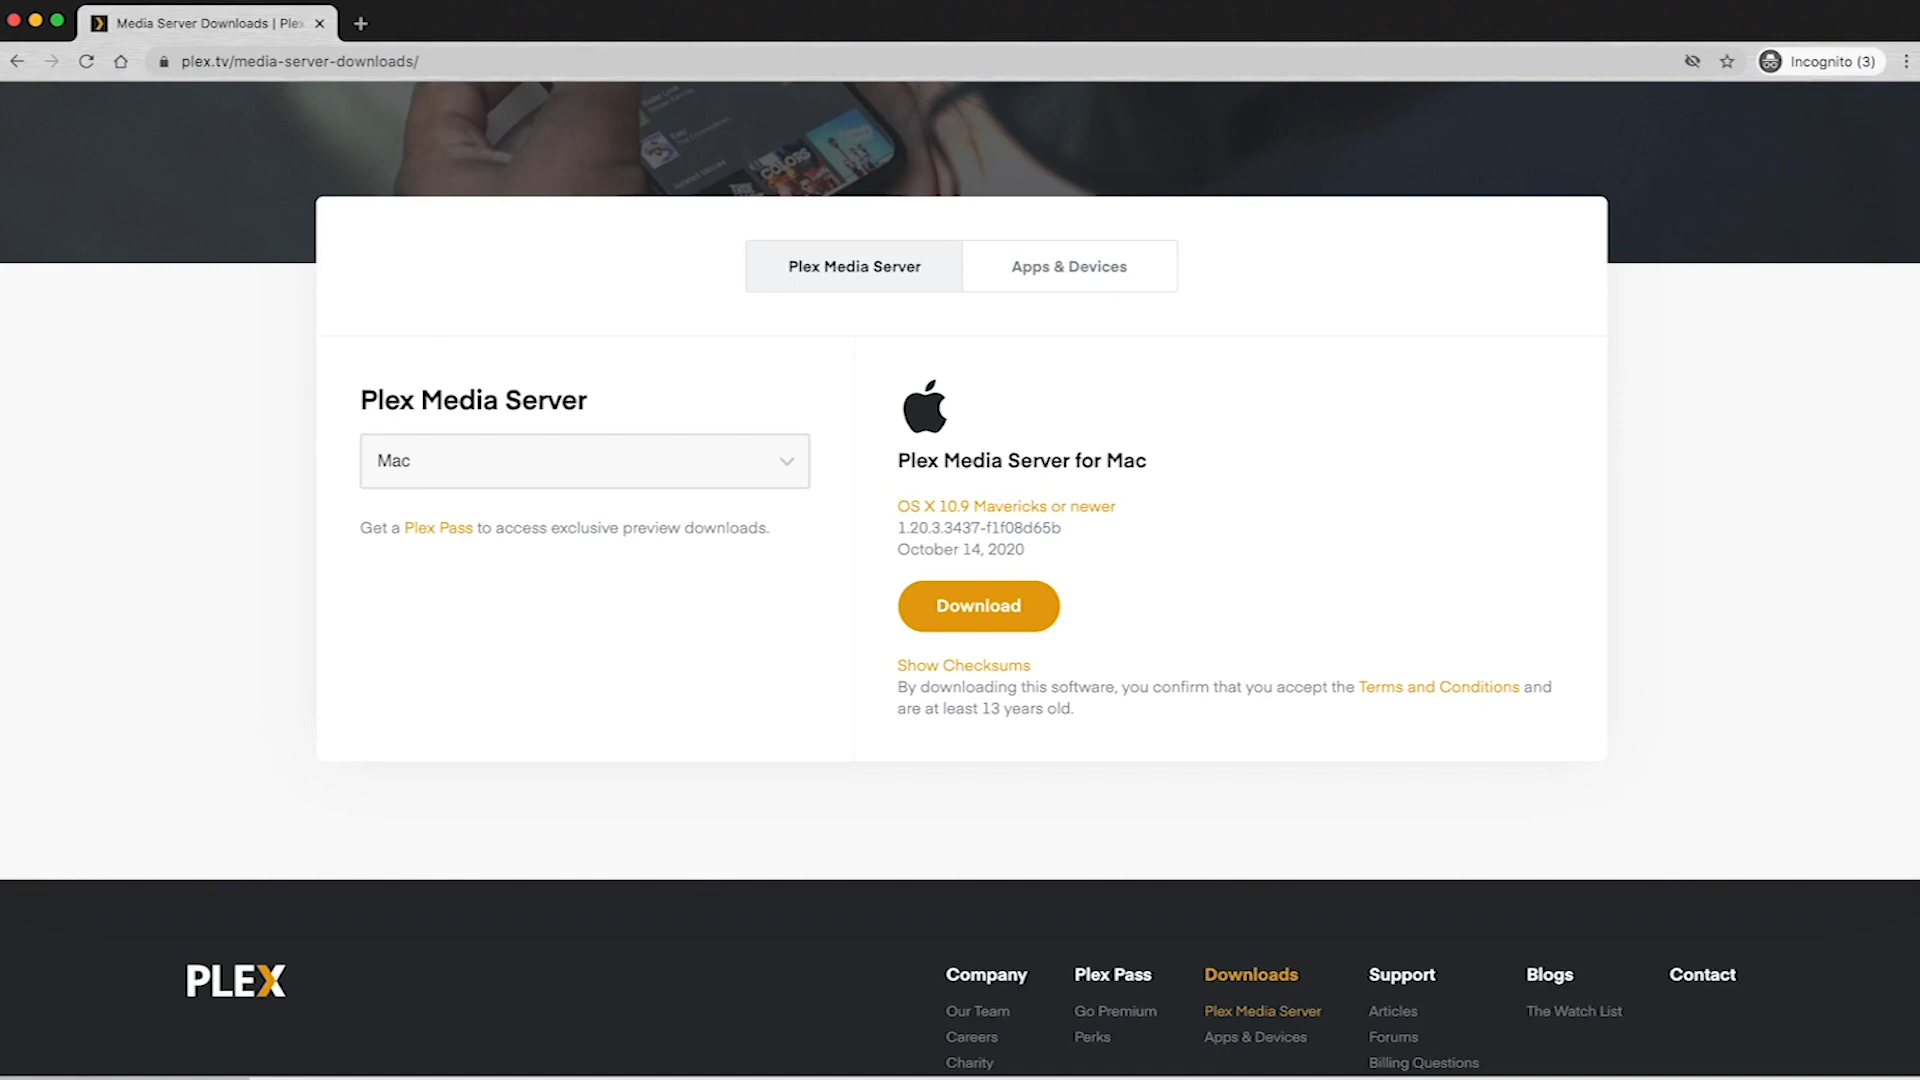 Media Server Downloads | Plex
plex.tv/media-server-downloads/
Incognito (3)
COLORS
Plex Media Server
Apps & Devices
Plex Media Server
Mac
Get a Plex Pass to access exclusive preview downloads.
Plex Media Server for Mac
OS X 10.9 Mavericks or newer
1.20.3.3437-f1f08d65b
October 14, 2020
Download
Show Checksums
By downloading this software, you confirm that you accept the Terms and Conditions and
are at least 13 years old.
PLEX
Company
Our Team
Careers
Charity
Plex Pass
Go Premium
Perks
Downloads
Plex Media Server
Apps & Devices
Support
Articles
Forums
Billing Questions
Blogs
The Watch List
Contact